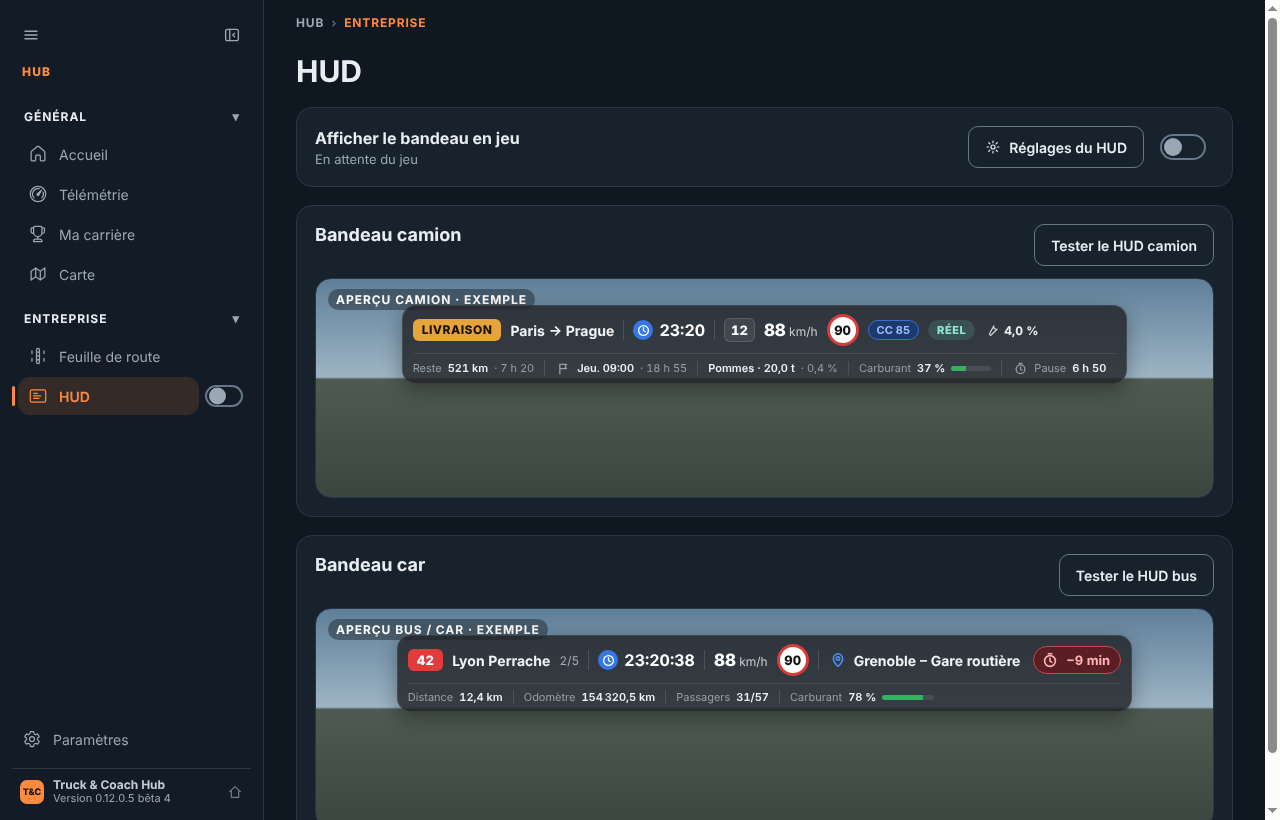 HUB
GÉNÉRAL ▼
Accueil
Télémétrie
Ma carrière
Carte
ENTREPRISE ▼
Feuille de route
HUD
Paramètres
T&C
Truck & Coach Hub
Version 0.12.0.5 bêta 4
HUB › ENTREPRISE
HUD
Afficher le bandeau en jeu
En attente du jeu
Réglages du HUD
Bandeau camion
Tester le HUD camion
APERÇU CAMION · EXEMPLE
LIVRAISON Paris → Prague 23:20 12 88 km/h 90 CC 85 RÉEL 4,0 %
Reste 521 km · 7 h 20 Jeu. 09:00 · 18 h 55 Pommes · 20,0 t · 0,4 % Carburant 37 % Pause 6 h 50
Bandeau car
Tester le HUD bus
APERÇU BUS / CAR · EXEMPLE
42 Lyon Perrache 2/5 23:20:38 88 km/h 90 Grenoble – Gare routière −9 min
Distance 12,4 km Odomètre 154 320,5 km Passagers 31/57 Carburant 78 %